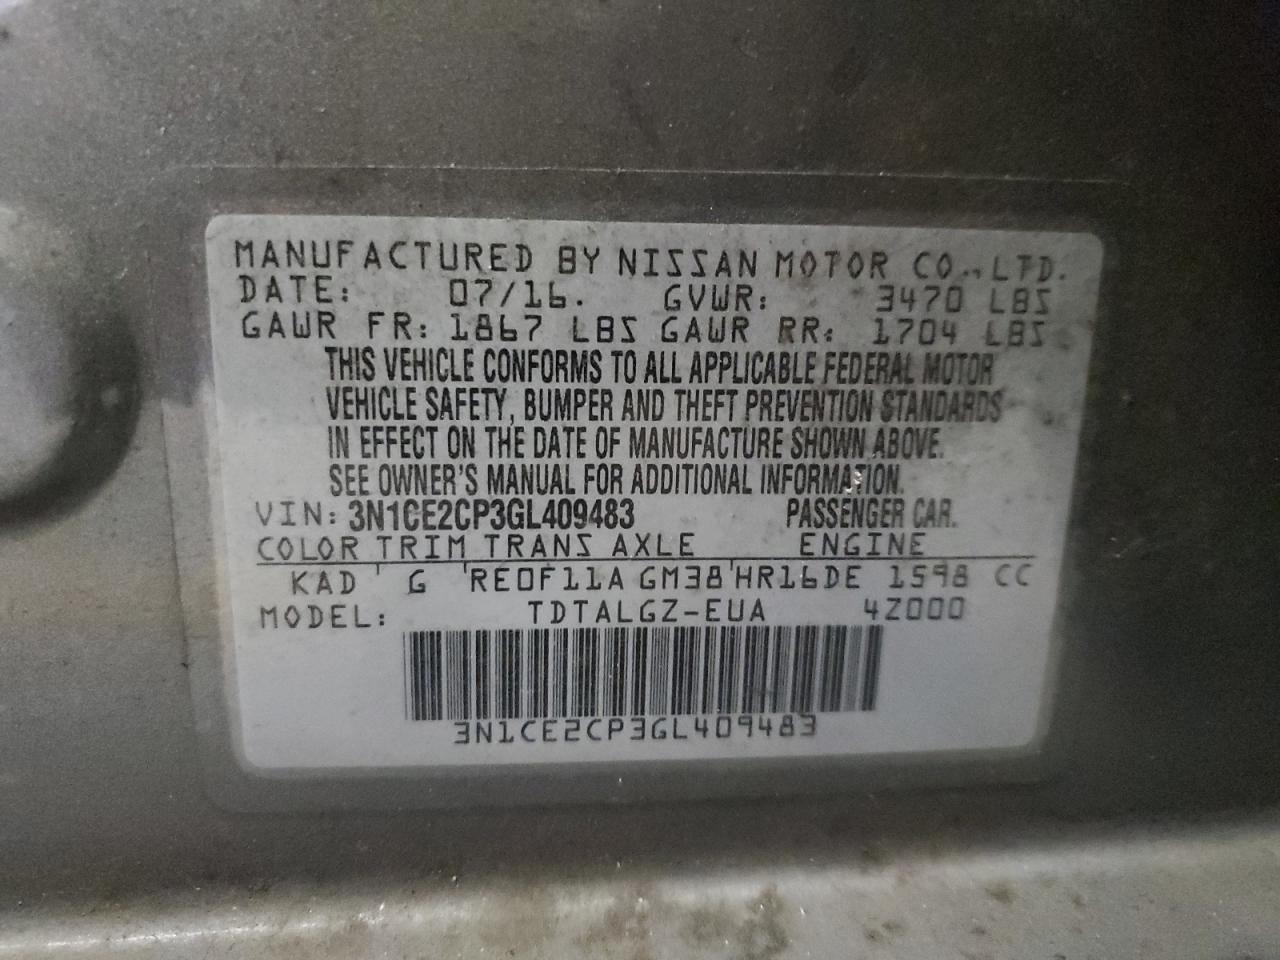 MANUFACTURED BY NISSAN MOTOR CO., LTD.
DATE: 07/16. GVWR: 3470 LBS
GAWR FR: 1867 LBS GAWR RR: 1704 LBS
THIS VEHICLE CONFORMS TO ALL APPLICABLE FEDERAL MOTOR
VEHICLE SAFETY, BUMPER AND THEFT PREVENTION STANDARDS
IN EFFECT ON THE DATE OF MANUFACTURE SHOWN ABOVE.
SEE OWNER'S MANUAL FOR ADDITIONAL INFORMATION.
VIN: 3N1CE2CP3GL409483 PASSENGER CAR.
COLOR TRIM TRANS AXLE ENGINE
KAD ' G 'RE0F11A GM38'HR16DE 1598 CC
MODEL: TDTALGZ-EUA 4Z000
3N1CE2CP3GL409483